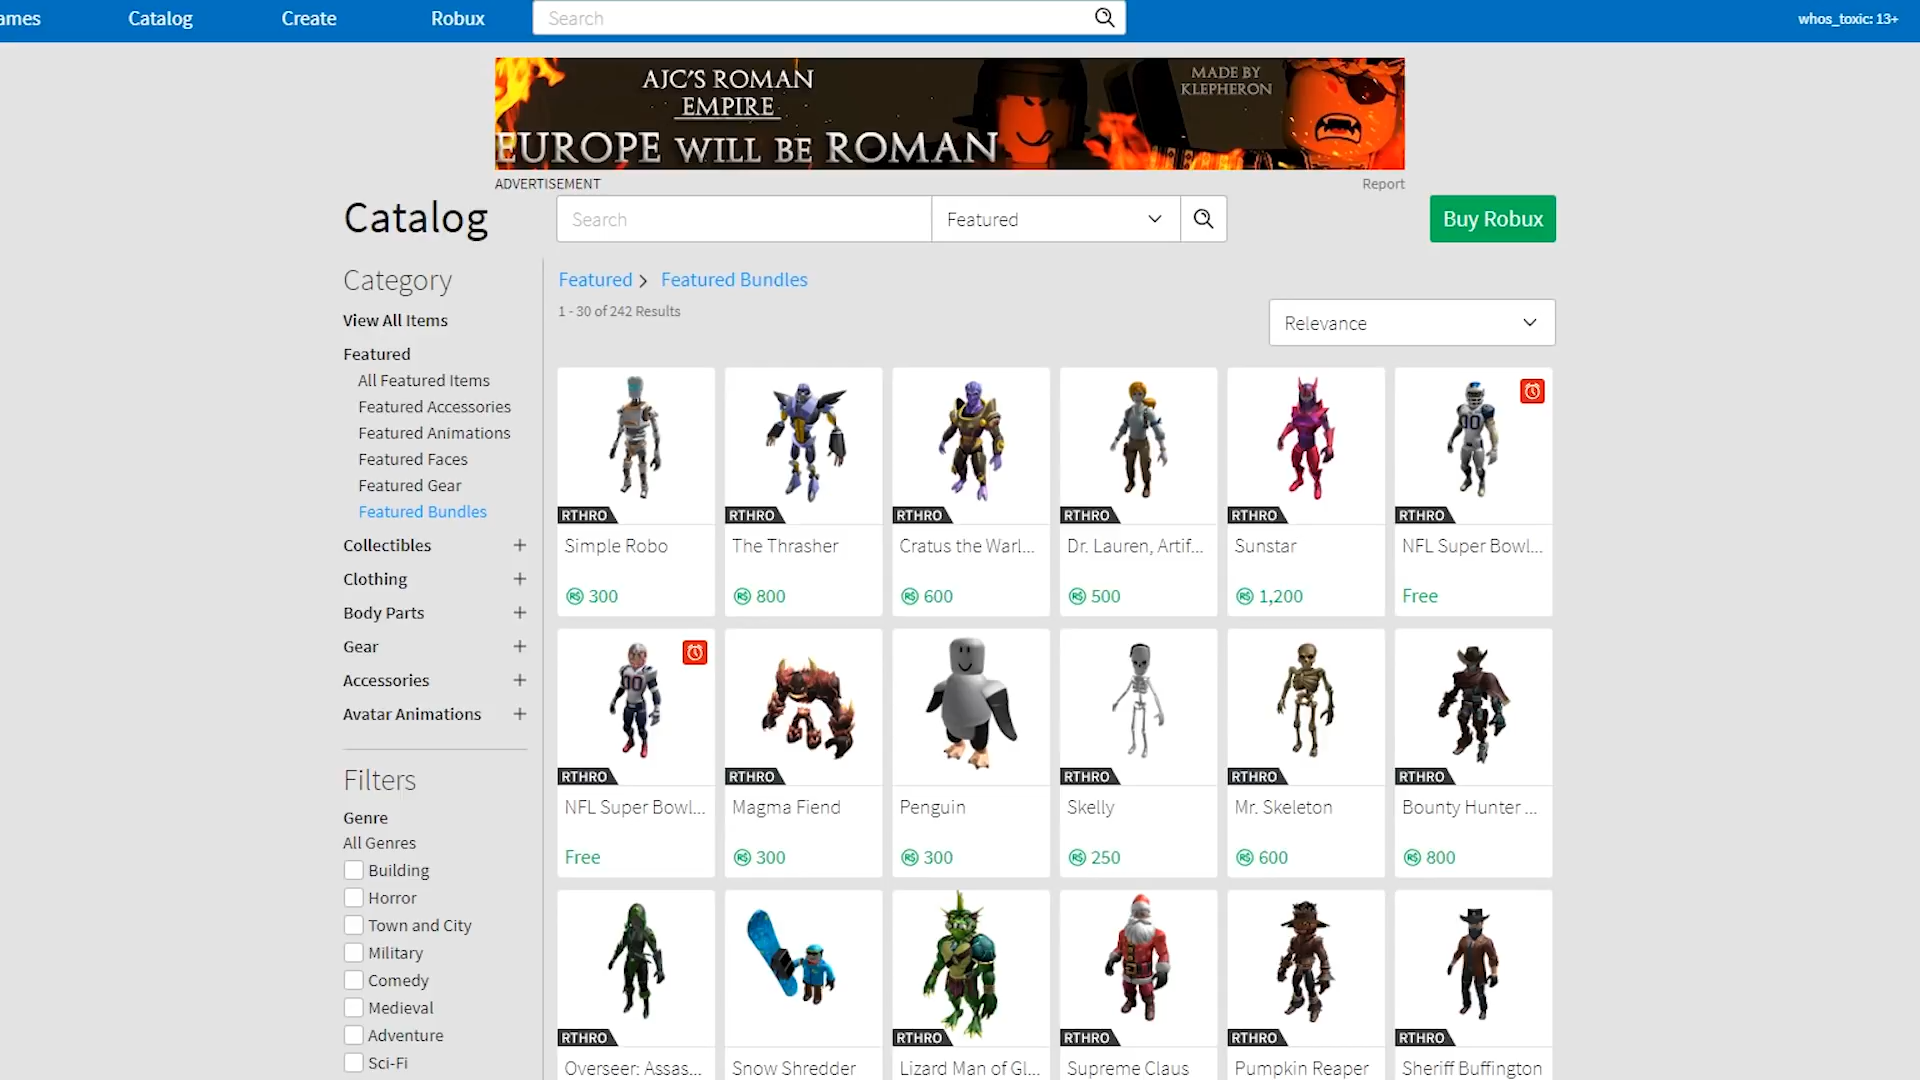 ames
Catalog
Create
Robux
Search
whos_toxic: 13+
AJC'S ROMAN
EMPIRE
EUROPE WILL BE ROMAN
MADE BY
KLEPHERON
ADVERTISEMENT
Report
Catalog
Search
Featured
Buy Robux
Category
View All Items
Featured
All Featured Items
Featured Accessories
Featured Animations
Featured Faces
Featured Gear
Featured Bundles
Collectibles +
Clothing +
Body Parts +
Gear +
Accessories +
Avatar Animations +
Filters
Genre
All Genres
Building
Horror
Town and City
Military
Comedy
Medieval
Adventure
Sci-Fi
Featured > Featured Bundles
1 - 30 of 242 Results
Relevance
RTHRO RTHRO RTHRO RTHRO RTHRO RTHRO
Simple Robo The Thrasher Cratus the Warl... Dr. Lauren, Artif... Sunstar NFL Super Bowl...
R$ 300 R$ 800 R$ 600 R$ 500 R$ 1,200 Free
00
RTHRO RTHRO RTHRO RTHRO RTHRO
NFL Super Bowl... Magma Fiend Penguin Skelly Mr. Skeleton Bounty Hunter ...
Free R$ 300 R$ 300 R$ 250 R$ 600 R$ 800
RTHRO RTHRO RTHRO RTHRO RTHRO
Overseer: Assas... Snow Shredder Lizard Man of Gl... Supreme Claus Pumpkin Reaper Sheriff Buffington